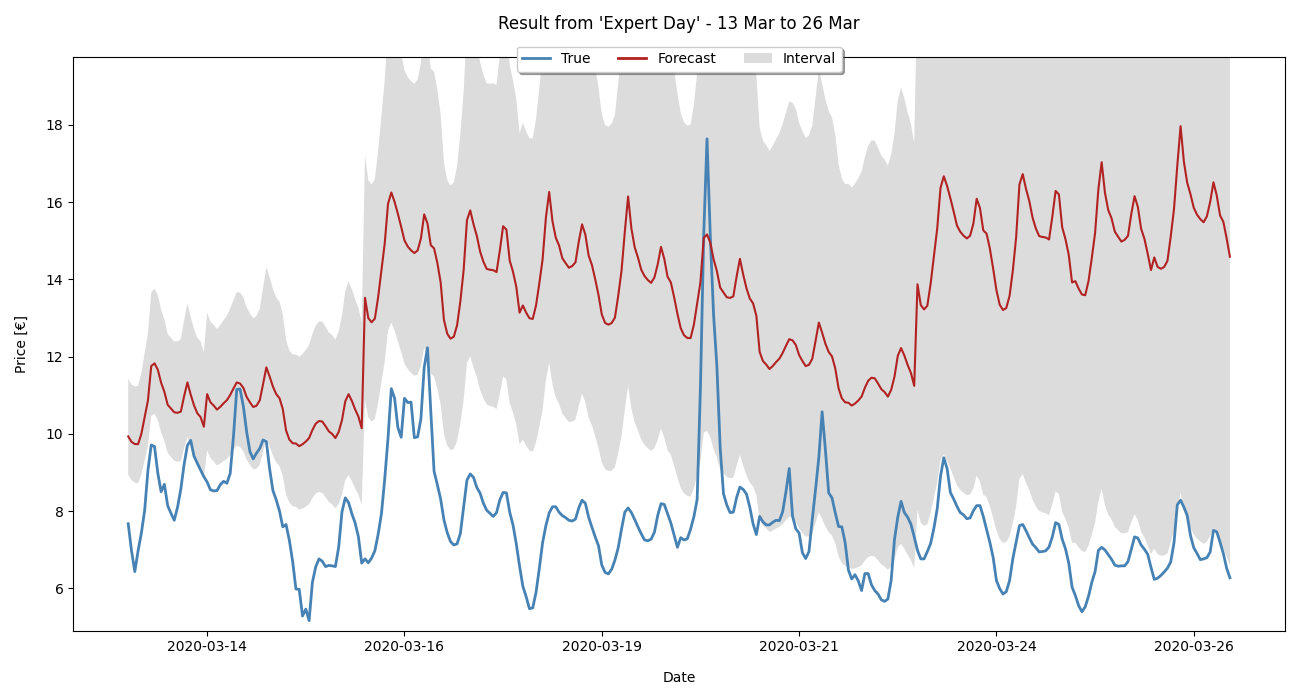 Result from 'Expert Day' - 13 Mar to 26 Mar
True Forecast Interval
18
16
14
12
10
8
6
Price [€]
2020-03-14 2020-03-16 2020-03-19 2020-03-21 2020-03-24 2020-03-26
Date